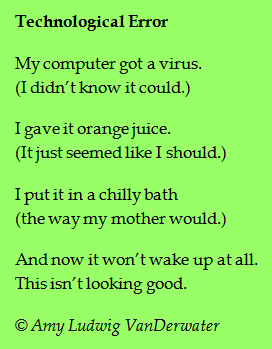 Technological Error
My computer got a virus.
(I didn't know it could.)
I gave it orange juice.
(It just seemed like I should.)
I put it in a chilly bath
(the way my mother would.)
And now it won't wake up at all.
This isn't looking good.
© Amy Ludwig VanDerwater